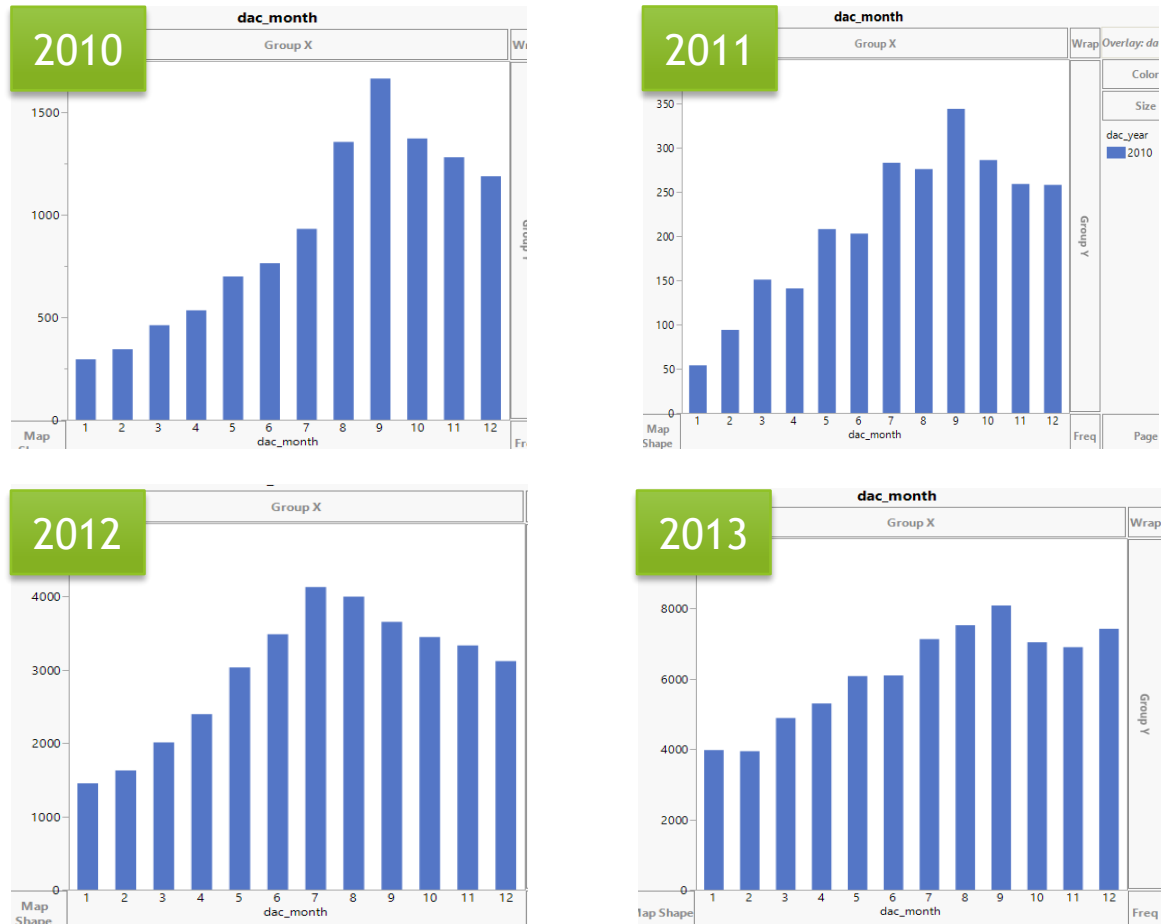 2010
dac_month
Group X
1500
1000
500
0
1 2 3 4 5 6 7 8 9 10 11 12
dac_month
Map
2011
dac_month
Group X
Wrap
Overlay: da
Color
Size
dac_year
2010
350
300
250
200
150
100
50
0
Group Y
1 2 3 4 5 6 7 8 9 10 11 12
dac_month
Map
Shape
Freq
Page
2012
Group X
4000
3000
2000
1000
0
1 2 3 4 5 6 7 8 9 10 11 12
dac_month
Map
Shape
2013
dac_month
Group X
Wrap
8000
6000
4000
2000
0
Group Y
1 2 3 4 5 6 7 8 9 10 11 12
dac_month
Map Shape
Freq